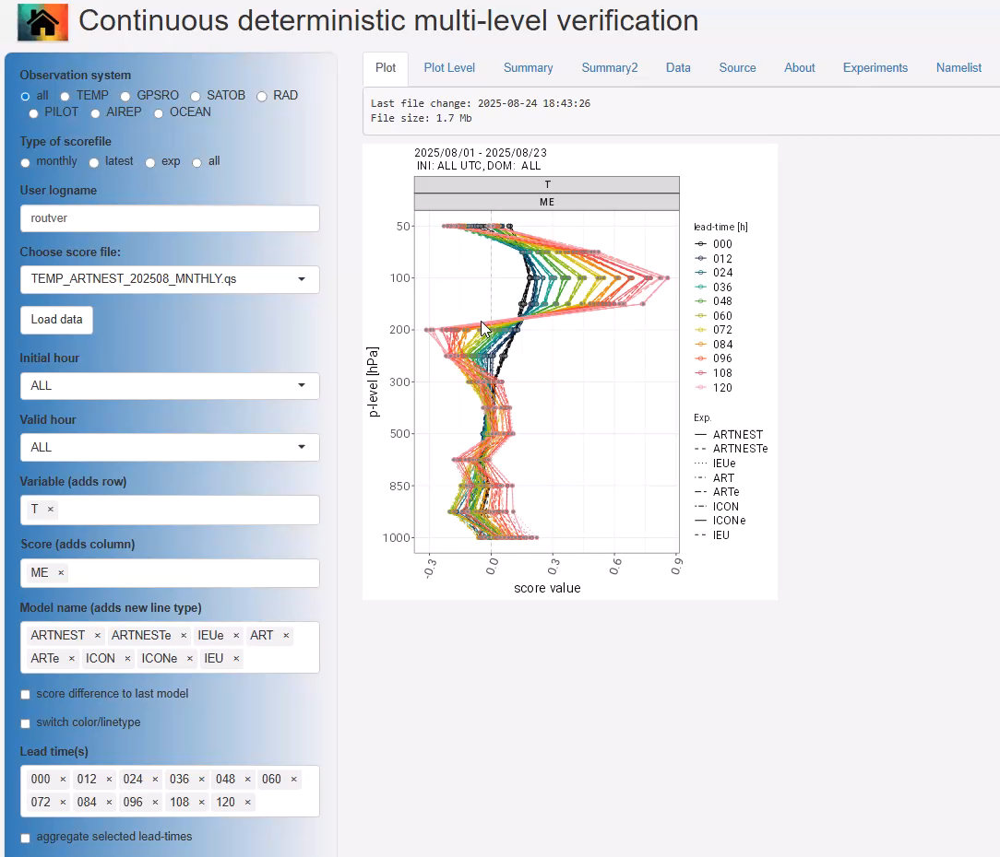 Continuous deterministic multi-level verification
Observation system
all TEMP GPSRO SATOB RAD
PILOT AIREP OCEAN
Type of scorefile
monthly latest exp all
User logname
routver
Choose score file:
TEMP_ARTNEST_202508_MNTHLY.qs
Load data
Initial hour
ALL
Valid hour
ALL
Variable (adds row)
T ×
Score (adds column)
ME ×
Model name (adds new line type)
ARTNEST × ARTNESTe × IEUe × ART ×
ARTe × ICON × ICONe × IEU ×
score difference to last model
switch color/linetype
Lead time(s)
000 × 012 × 024 × 036 × 048 × 060 ×
072 × 084 × 096 × 108 × 120 ×
aggregate selected lead-times
Plot Plot Level Summary Summary2 Data Source About Experiments Namelist
Last file change: 2025-08-24 18:43:26
File size: 1.7 Mb
2025/08/01 - 2025/08/23
INI: ALL UTC, DOM: ALL
T
ME
p-level [hPa]
50
100
200
300
500
850
1000
-0.3 0.0 0.3 0.6 0.9
score value
lead-time [h]
000
012
024
036
048
060
072
084
096
108
120
Exp.
ARTNEST
ARTNESTe
IEUe
ART
ARTe
ICON
ICONe
IEU